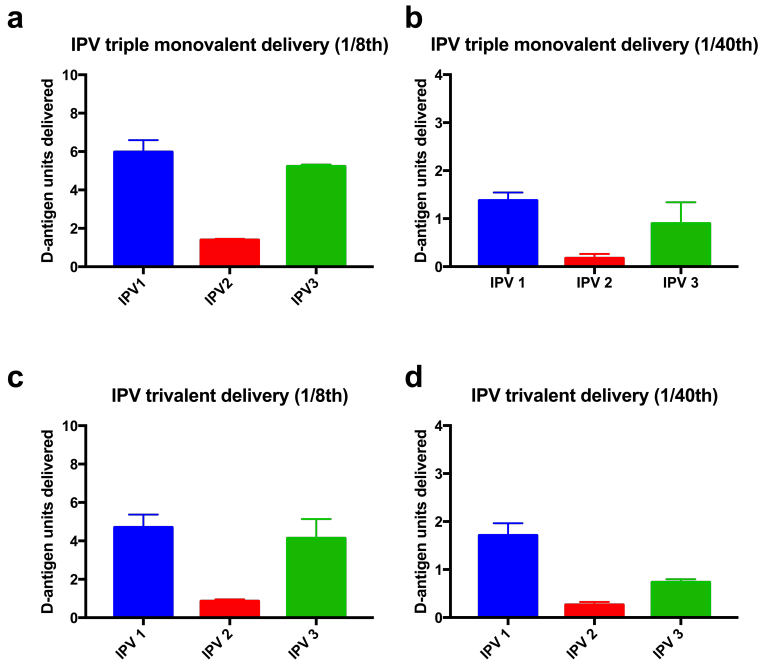 a
IPV triple monovalent delivery (1/8th)
D-antigen units delivered
10
8
6
4
2
0
IPV1
IPV2
IPV3
b
IPV triple monovalent delivery (1/40th)
D-antigen units delivered
4
3
2
1
0
IPV 1
IPV 2
IPV 3
c
IPV trivalent delivery (1/8th)
D-antigen units delivered
10
8
6
4
2
0
IPV 1
IPV 2
IPV 3
d
IPV trivalent delivery (1/40th)
D-antigen units delivered
4
3
2
1
0
IPV 1
IPV 2
IPV 3